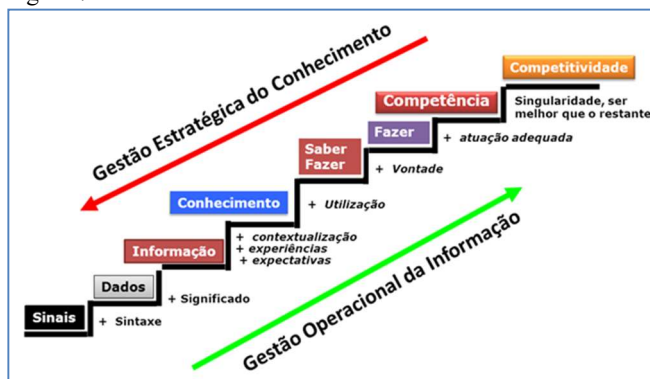 Gestão Estratégica do Conhecimento
Competitividade
Singularidade, ser
melhor que o restante
Competência
+ atuação adequada
Fazer
+ Vontade
Saber
Fazer
+ Utilização
Conhecimento
+ contextualização
+ experiências
+ expectativas
Informação
+ Significado
Dados
+ Sintaxe
Sinais
Gestão Operacional da Informação